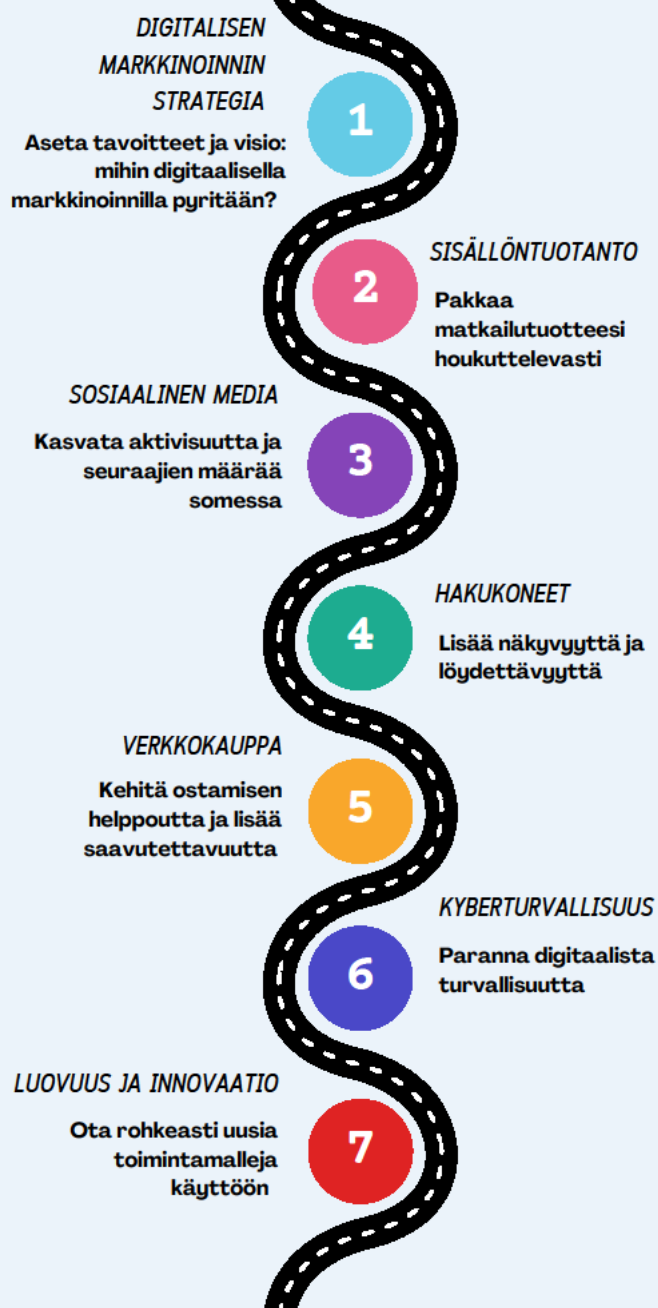 DIGITALISEN
MARKKINOINNIN
STRATEGIA
1
Aseta tavoitteet ja visio:
mihin digitaalisella
markkinoinnilla pyritään?
2
SISÄLLÖNTUOTANTO
Pakkaa
matkailutuotteesi
houkuttelevasti
SOSIAALINEN MEDIA
3
Kasvata aktivisuutta ja
seuraajien määrää
somessa
4
HAKUKONEET
Lisää näkyvyyttä ja
löydettävyyttä
VERKKOKAUPPA
5
Kehitä ostamisen
helppoutta ja lisää
saavutettavuutta
6
KYBERTURVALLISUUS
Paranna digitaalista
turvallisuutta
LUOVUUS JA INNOVAATIO
7
Ota rohkeasti uusia
toimintamalleja
käyttöön